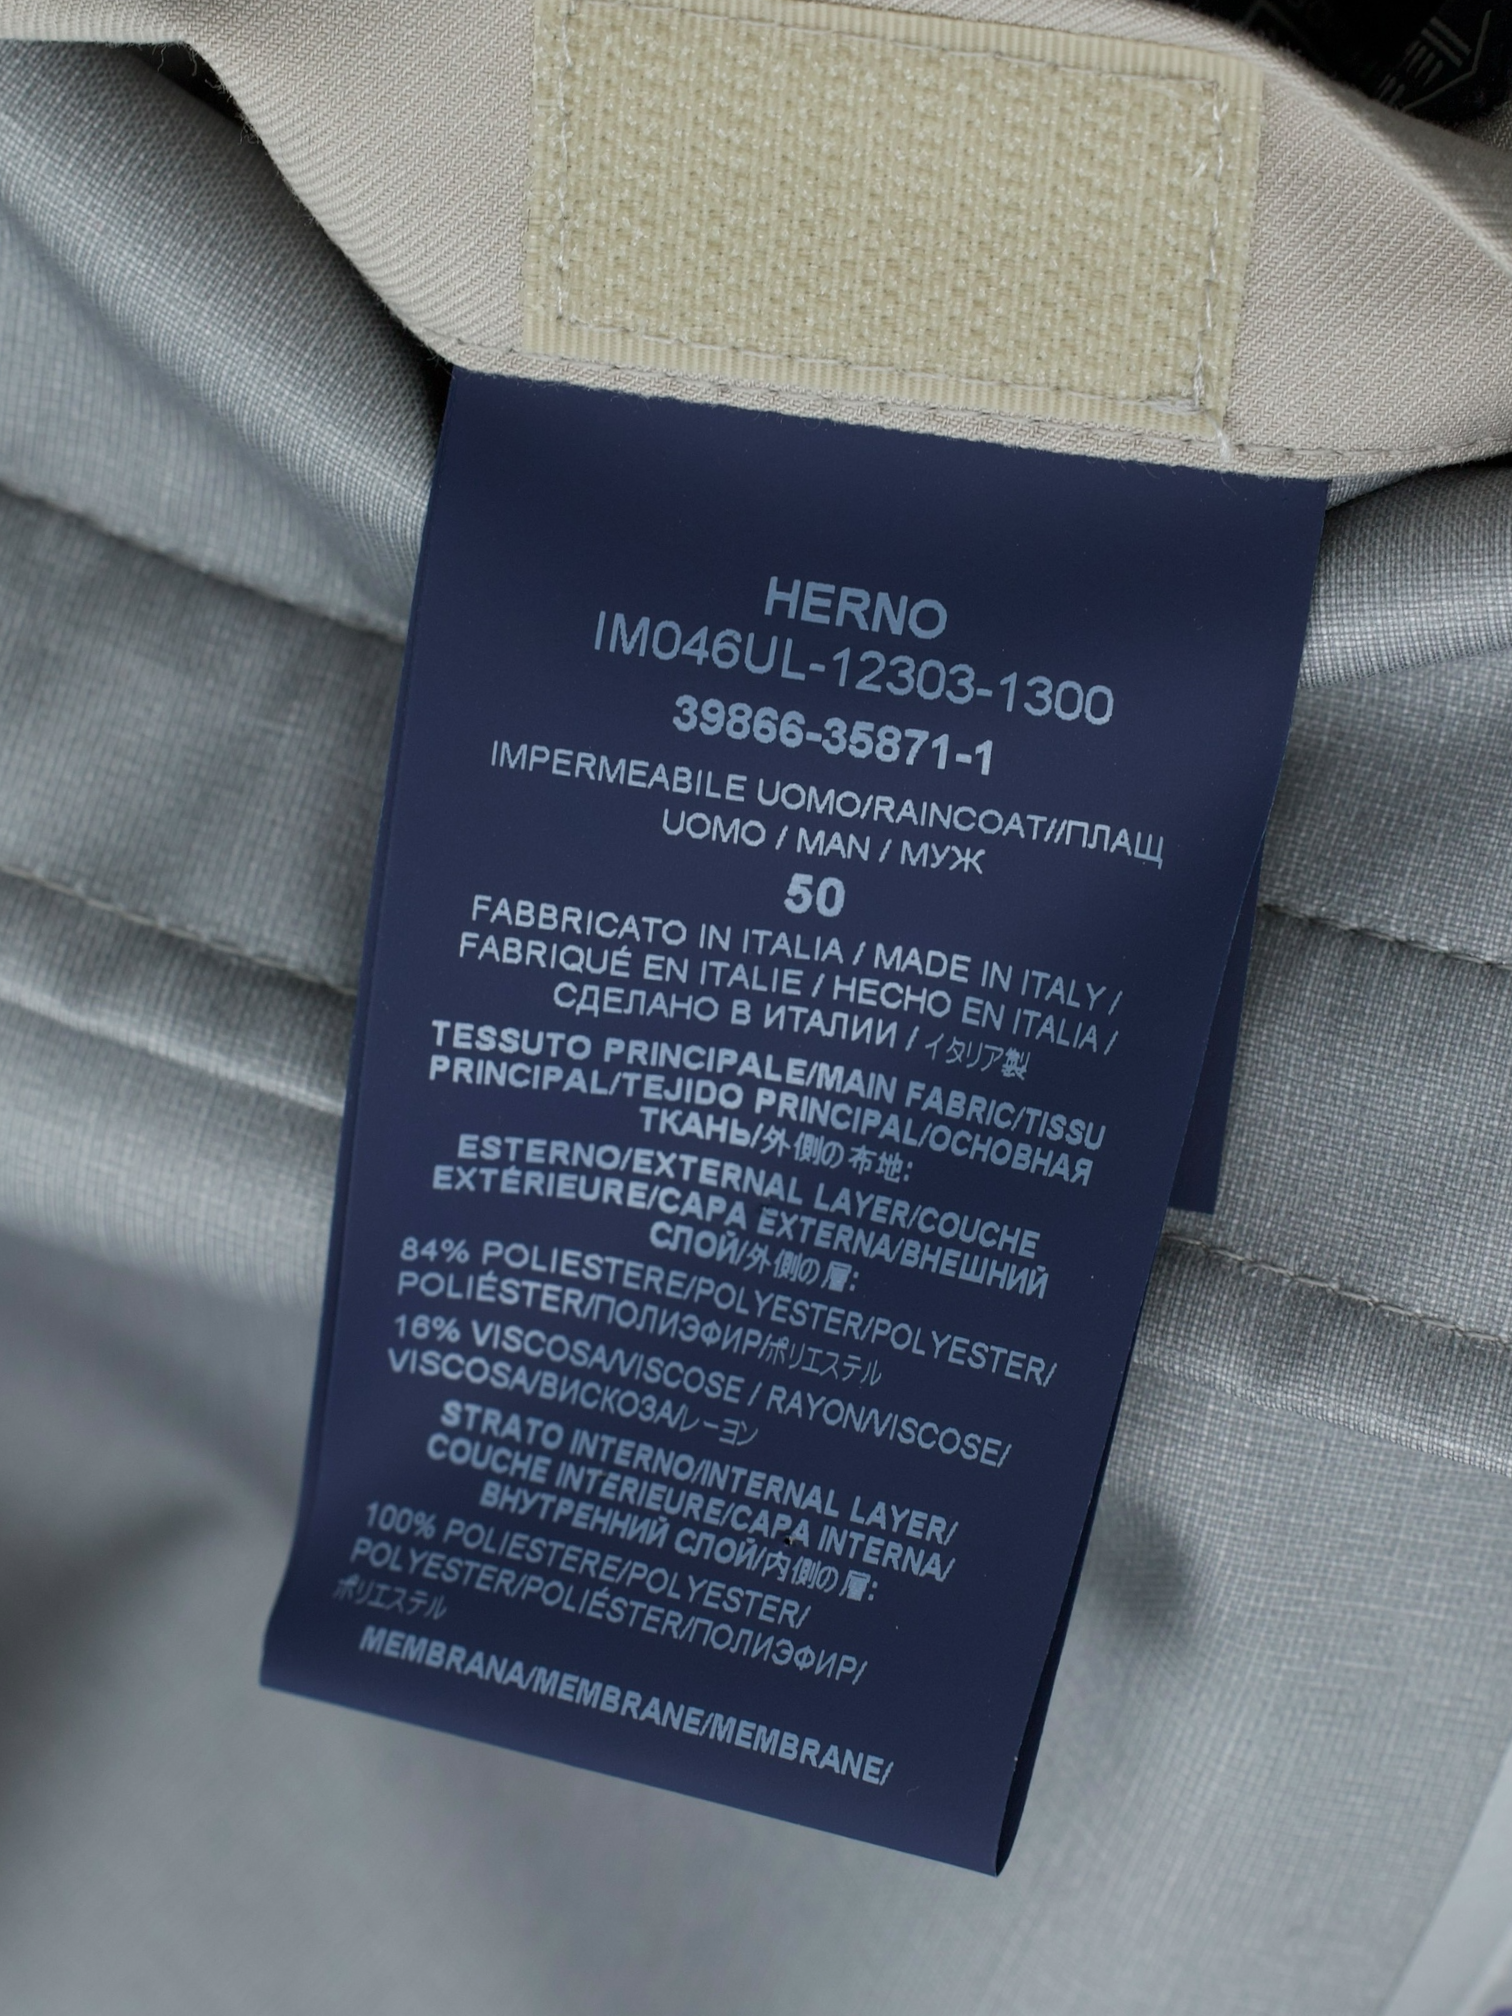 HERNO
IM046UL-12303-1300
39866-35871-1
IMPERMEABILE UOMO/RAINCOAT//ПЛАЩ
UOMO / MAN / МУЖ
50
FABBRICATO IN ITALIA / MADE IN ITALY /
FABRIQUÉ EN ITALIE / HECHO EN ITALIA /
СДЕЛАНО В ИТАЛИИ / イタリア製
TESSUTO PRINCIPALE/MAIN FABRIC/TISSU
PRINCIPAL/TEJIDO PRINCIPAL/ОСНОВНАЯ
ТКАНЬ/外側の布地:
ESTERNO/EXTERNAL LAYER/COUCHE
EXTÉRIEURE/CAPA EXTERNA/ВНЕШНИЙ
СЛОЙ/外側の層:
84% POLIESTERE/POLYESTER/POLYESTER/
POLIÉSTER/ПОЛИЭФИР/ポリエステル
16% VISCOSA/VISCOSE / RAYON/VISCOSE/
VISCOSA/ВИСКОЗА/レーヨン
STRATO INTERNO/INTERNAL LAYER/
COUCHE INTÉRIEURE/CAPA INTERNA/
ВНУТРЕННИЙ СЛОЙ/内側の層:
100% POLIESTERE/POLYESTER/
POLYESTER/POLIÉSTER/ПОЛИЭФИР/
ポリエステル
MEMBRANA/MEMBRANE/MEMBRANE/